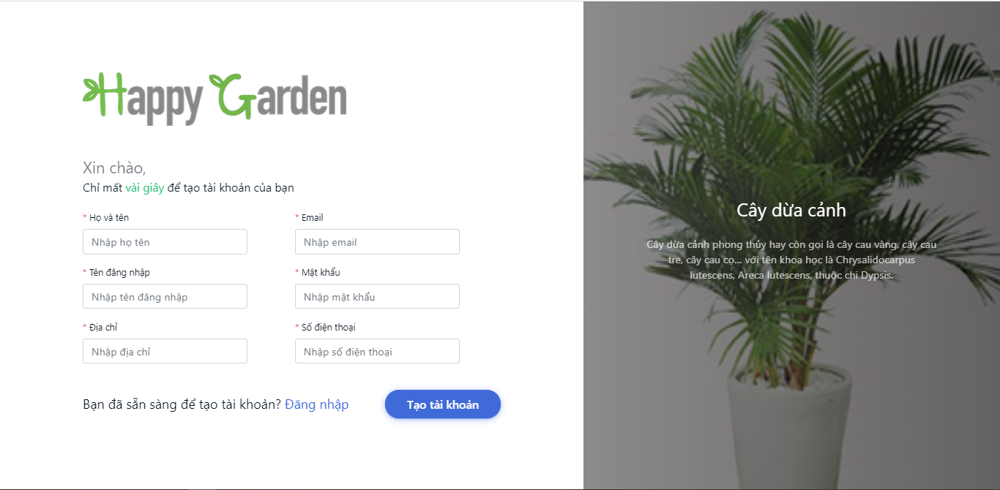 Happy Garden
Xin chào,
Chỉ mất vài giây để tạo tài khoản của bạn
* Họ và tên
* Email
Nhập họ tên
Nhập email
* Tên đăng nhập
* Mật khẩu
Nhập tên đăng nhập
Nhập mật khẩu
* Địa chỉ
* Số điện thoại
Nhập địa chỉ
Nhập số điện thoại
Bạn đã sẵn sàng để tạo tài khoản? Đăng nhập
Tạo tài khoản
Cây dừa cảnh
Cây dừa cảnh phong thủy hay còn gọi là cây cau vàng, cây cau
tre, cây cau cọ... với tên khoa học là Chrysalidocarpus
lutescens, Areca lutescens, thuộc chi Dypsis.